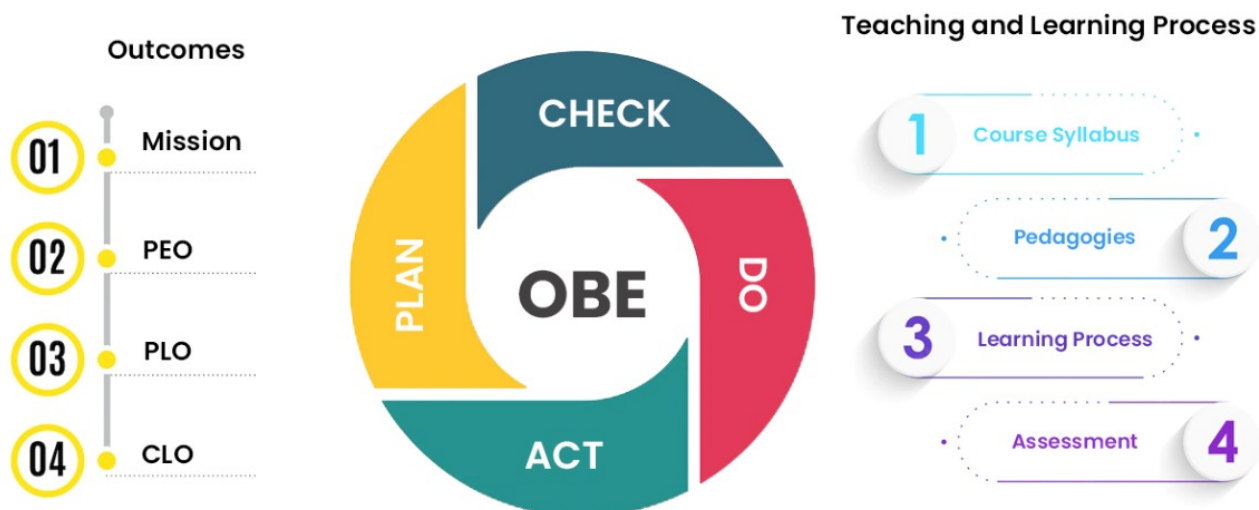 Outcomes
01
Mission
02
PEO
03
PLO
04
CLO
CHECK
PLAN
DO
OBE
ACT
Teaching and Learning Process
1
Course Syllabus
Pedagogies
2
3
Learning Process
Assessment
4